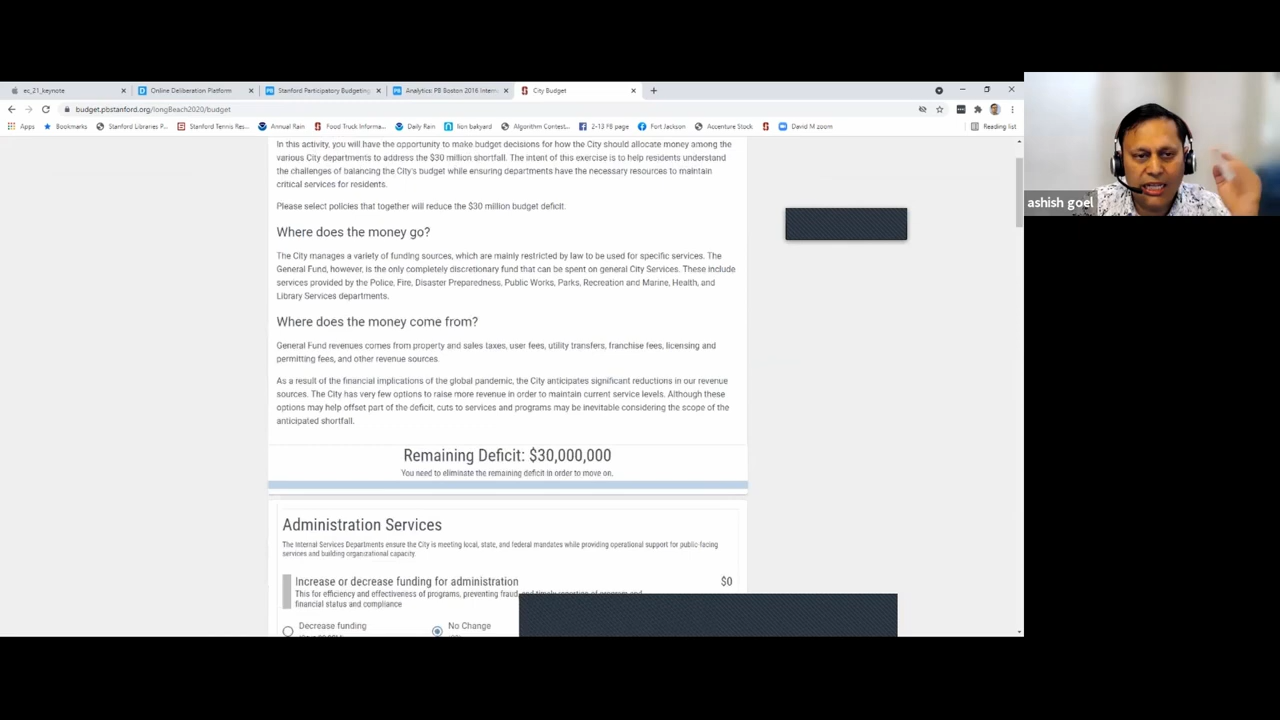 ec_21_keynote
Online Deliberation Platform
Stanford Participatory Budgeting
Analytics: PB Boston 2016 Intern
City Budget
budget.pbstanford.org/longBeach2020/budget
Apps
Bookmarks
Stanford Libraries P...
Stanford Tennis Res...
Annual Rain
Food Truck Informa...
Daily Rain
lion bakyard
Algorithm Contest...
2-13 FB page
Fort Jackson
Accenture Stock
David M zoom
Reading list
In this activity, you will have the opportunity to make budget decisions for how the City should allocate money among the
various City departments to address the $30 million shortfall. The intent of this exercise is to help residents understand
the challenges of balancing the City's budget while ensuring departments have the necessary resources to maintain
critical services for residents.
Please select policies that together will reduce the $30 million budget deficit.
Where does the money go?
The City manages a variety of funding sources, which are mainly restricted by law to be used for specific services. The
General Fund, however, is the only completely discretionary fund that can be spent on general City Services. These include
services provided by the Police, Fire, Disaster Preparedness, Public Works, Parks, Recreation and Marine, Health, and
Library Services departments.
Where does the money come from?
General Fund revenues comes from property and sales taxes, user fees, utility transfers, franchise fees, licensing and
permitting fees, and other revenue sources
As a result of the financial implications of the global pandemic, the City anticipates significant reductions in our revenue
sources. The City has very few options to raise more revenue in order to maintain current service levels. Although these
options may help offset part of the deficit, cuts to services and programs may be inevitable considering the scope of the
anticipated shortfall.
Remaining Deficit: $30,000,000
You need to eliminate the remaining deficit in order to move on.
Administration Services
The Internal Services Departments ensure the City is meeting local, state, and federal mandates while providing operational support for public-facing
services and building organizational capacity.
Increase or decrease funding for administration $0
This for efficiency and effectiveness of programs, preventing fraud,
financial status and compliance
Decrease funding
No Change
ashish goel